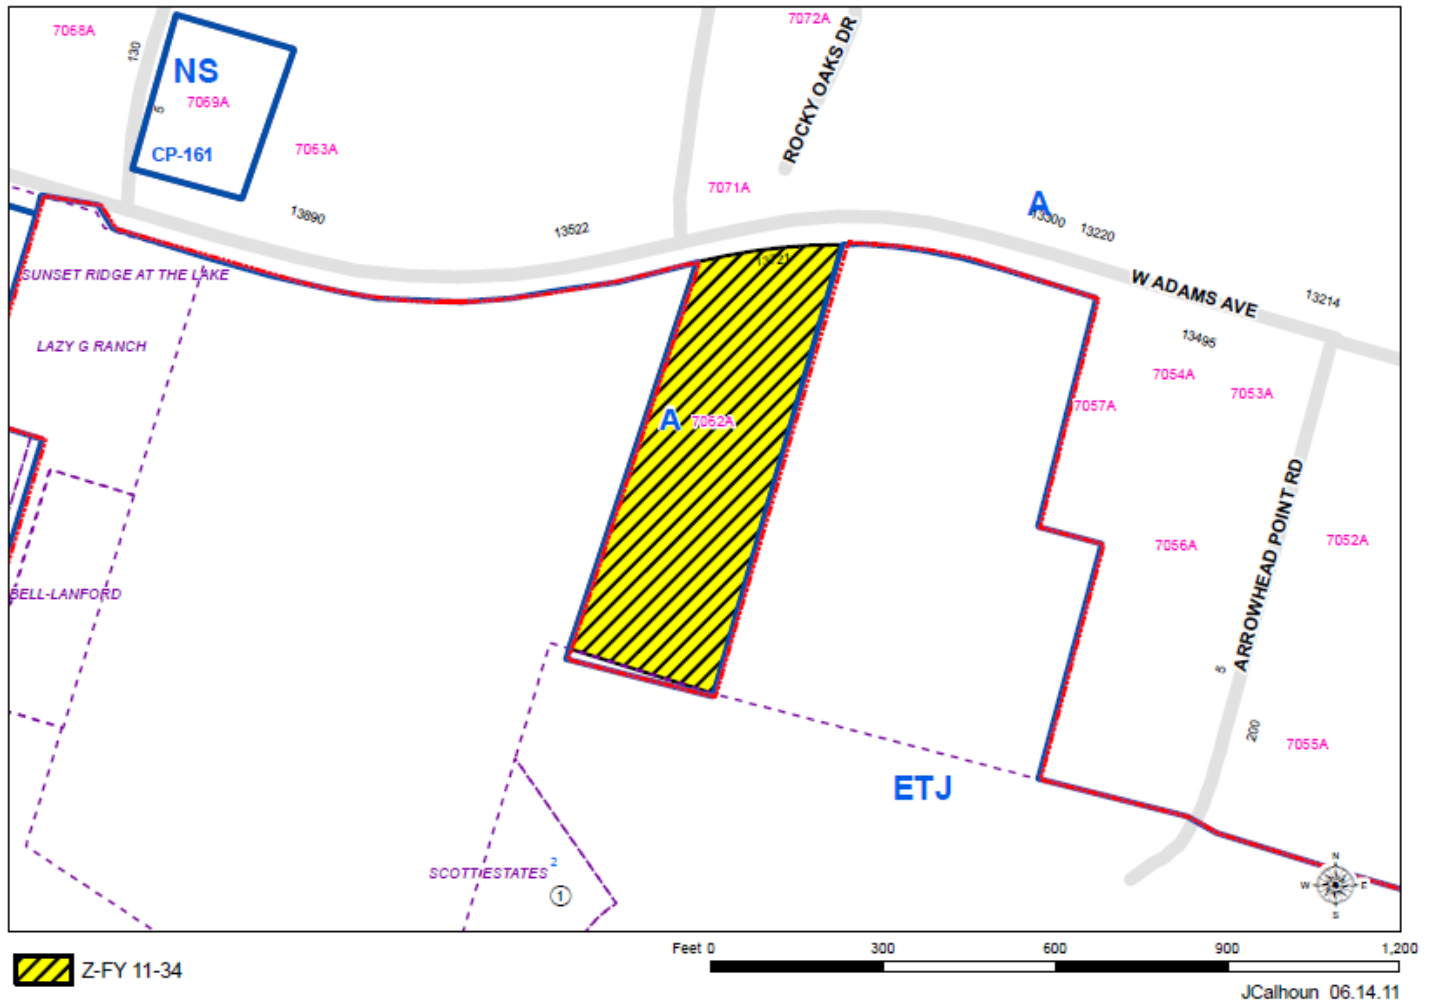 7068A
7072A
130
NS
ROCKY OAKS DR
7069A
5
CP-161
7063A
7071A
A
13300
13890
13522
13220
SUNSET RIDGE AT THE LAKE
W ADAMS AVE
13214
LAZY G RANCH
13495
7054A
7053A
7057A
A
7062A
ARROWHEAD POINT RD
7056A
7052A
BELL-LANFORD
5
200
7055A
ETJ
SCOTT ESTATES
2
1
N
W E
S
Feet 0 300 600 900 1,200
Z-FY 11-34
JCalhoun 06.14.11